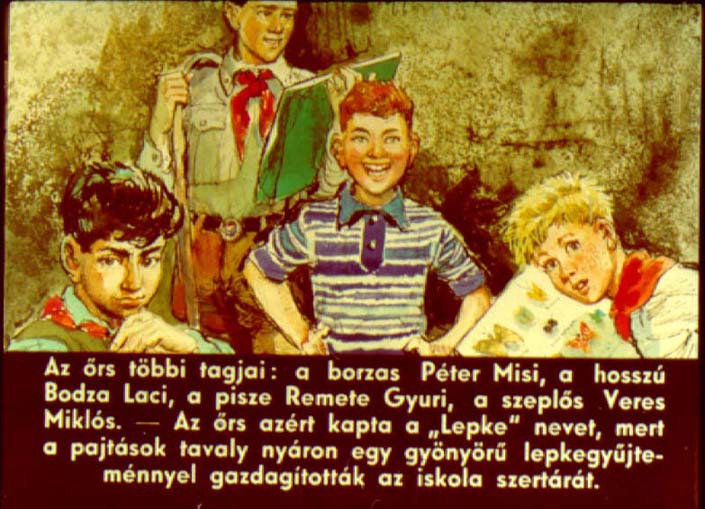 Az őrs többi tagjai: a borzas Péter Misi, a hosszú
Bodza Laci, a pisze Remete Gyuri, a szeplős Veres
Miklós. — Az őrs azért kapta a „Lepke“ nevet, mert
a pajtások tavaly nyáron egy gyönyörű lepkegyűjte-
ménnyel gazdagították az iskola szertárát.